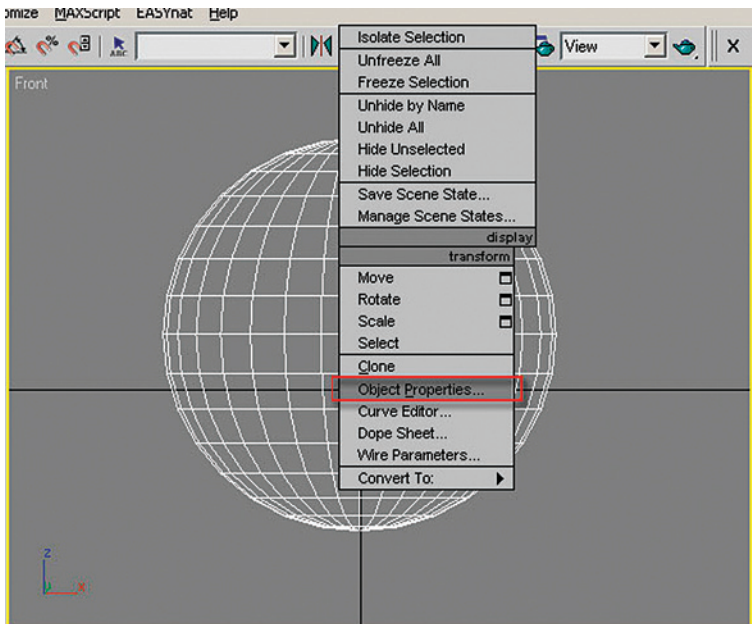 omize MAXScript EASYnat Help
ABC
View
Front
Isolate Selection
Unfreeze All
Freeze Selection
Unhide by Name
Unhide All
Hide Unselected
Hide Selection
Save Scene State...
Manage Scene States...
display
transform
Move
Rotate
Scale
Select
Clone
Object Properties...
Curve Editor...
Dope Sheet...
Wire Parameters...
Convert To:
z
x